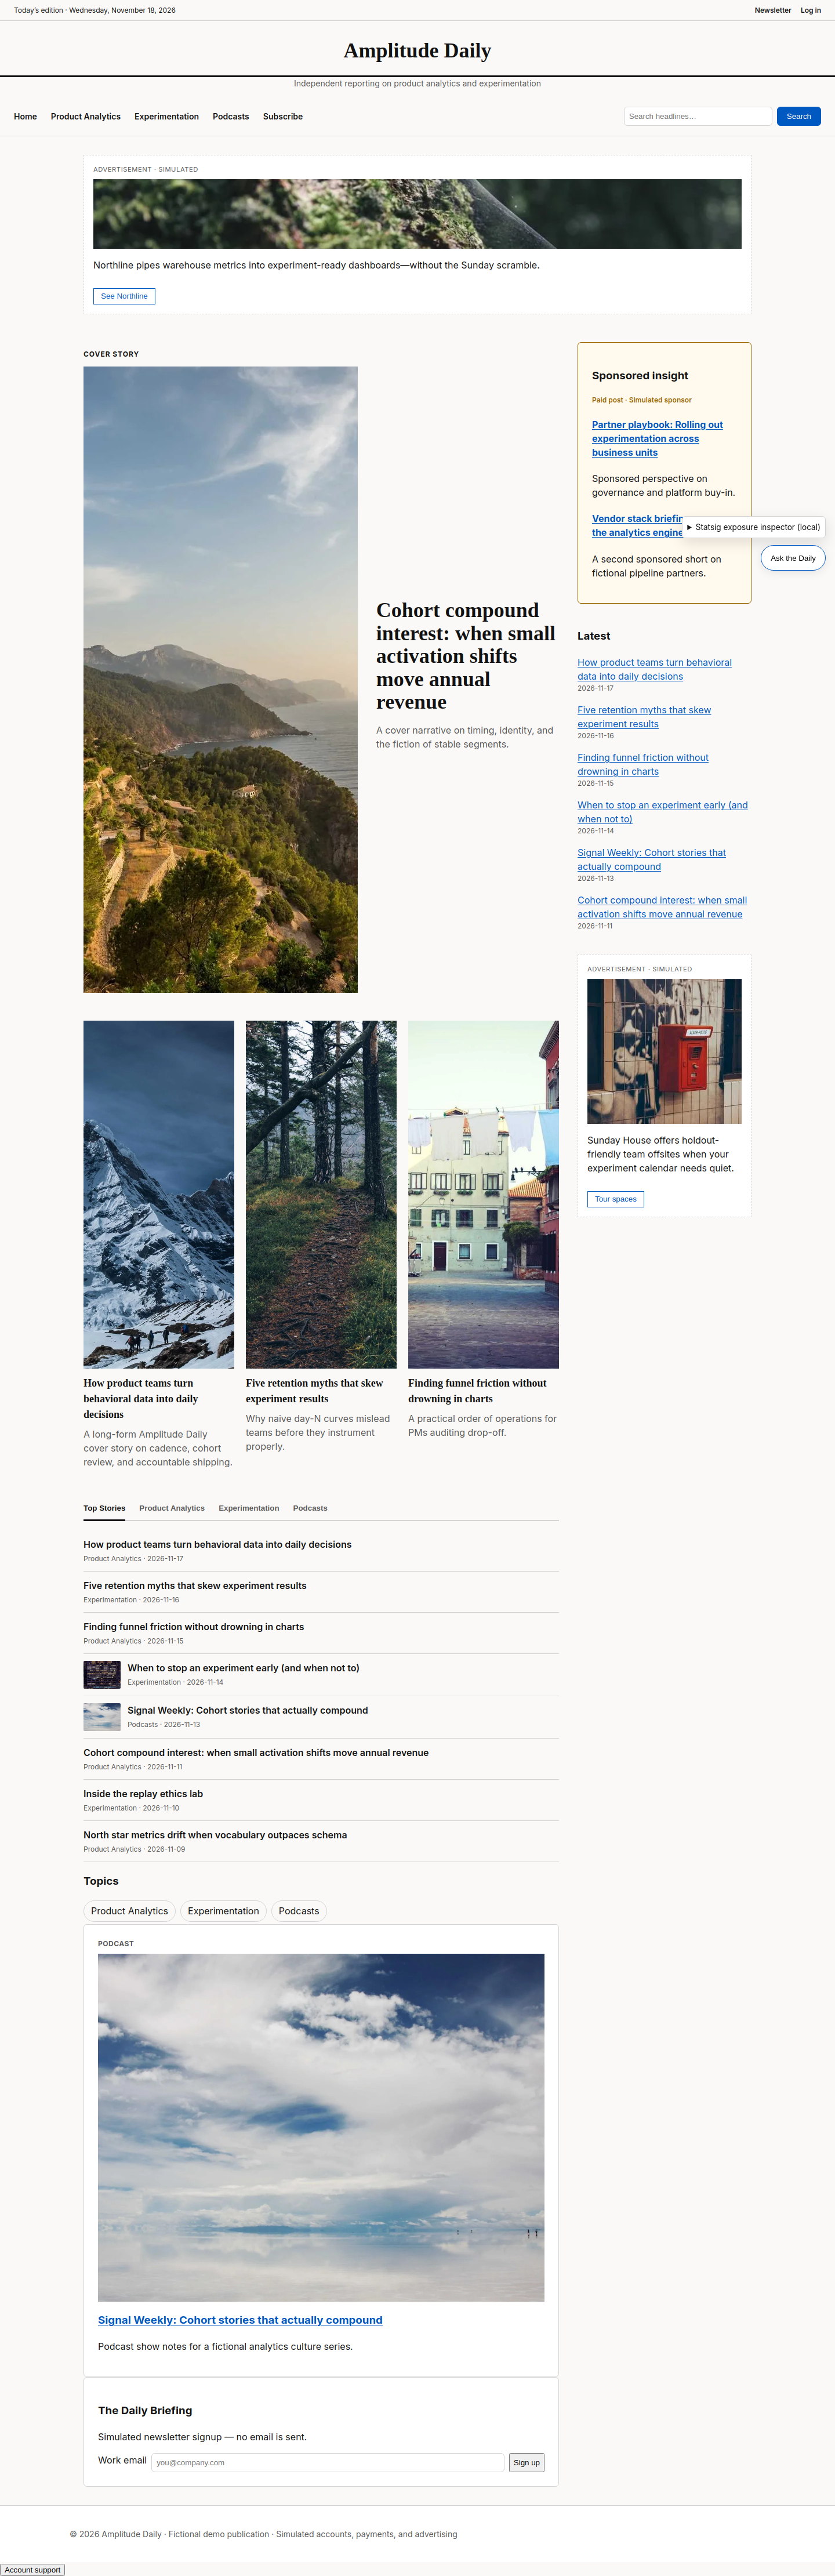 Today's edition · Wednesday, November 18, 2026
Newsletter Log in
Amplitude Daily
Independent reporting on product analytics and experimentation
Home Product Analytics Experimentation Podcasts Subscribe
Search headlines... Search
ADVERTISEMENT · SIMULATED
Northline pipes warehouse metrics into experiment-ready dashboards—without the Sunday scramble.
See Northline
COVER STORY
Cohort compound
interest: when small
activation shifts
move annual
revenue
A cover narrative on timing, identity, and
the fiction of stable segments.
How product teams turn
behavioral data into daily
decisions
A long-form Amplitude Daily
cover story on cadence, cohort
review, and accountable shipping.
Five retention myths that skew
experiment results
Why naive day-N curves mislead
teams before they instrument
properly.
Finding funnel friction without
drowning in charts
A practical order of operations for
PMs auditing drop-off.
Top Stories Product Analytics Experimentation Podcasts
How product teams turn behavioral data into daily decisions
Product Analytics · 2026-11-17
Five retention myths that skew experiment results
Experimentation · 2026-11-16
Finding funnel friction without drowning in charts
Product Analytics · 2026-11-15
When to stop an experiment early (and when not to)
Experimentation · 2026-11-14
Signal Weekly: Cohort stories that actually compound
Podcasts · 2026-11-13
Cohort compound interest: when small activation shifts move annual revenue
Product Analytics · 2026-11-11
Inside the replay ethics lab
Experimentation · 2026-11-10
North star metrics drift when vocabulary outpaces schema
Product Analytics · 2026-11-09
Topics
Product Analytics Experimentation Podcasts
PODCAST
Signal Weekly: Cohort stories that actually compound
Podcast show notes for a fictional analytics culture series.
The Daily Briefing
Simulated newsletter signup — no email is sent.
Work email you@company.com Sign up
Sponsored insight
Paid post · Simulated sponsor
Partner playbook: Rolling out
experimentation across
business units
Sponsored perspective on
governance and platform buy-in.
Vendor stack
the analytics
A second sponsored short on
fictional pipeline partners.
▶ Statsig exposure inspector (local)
Ask the Daily
Latest
How product teams turn behavioral
data into daily decisions
2026-11-17
Five retention myths that skew
experiment results
2026-11-16
Finding funnel friction without
drowning in charts
2026-11-15
When to stop an experiment early (and
when not to)
2026-11-14
Signal Weekly: Cohort stories that
actually compound
2026-11-13
Cohort compound interest: when small
activation shifts move annual revenue
2026-11-11
ADVERTISEMENT · SIMULATED
Sunday House offers holdout-
friendly team offsites when your
experiment calendar needs quiet.
Tour spaces
© 2026 Amplitude Daily · Fictional demo publication · Simulated accounts, payments, and advertising
Account support